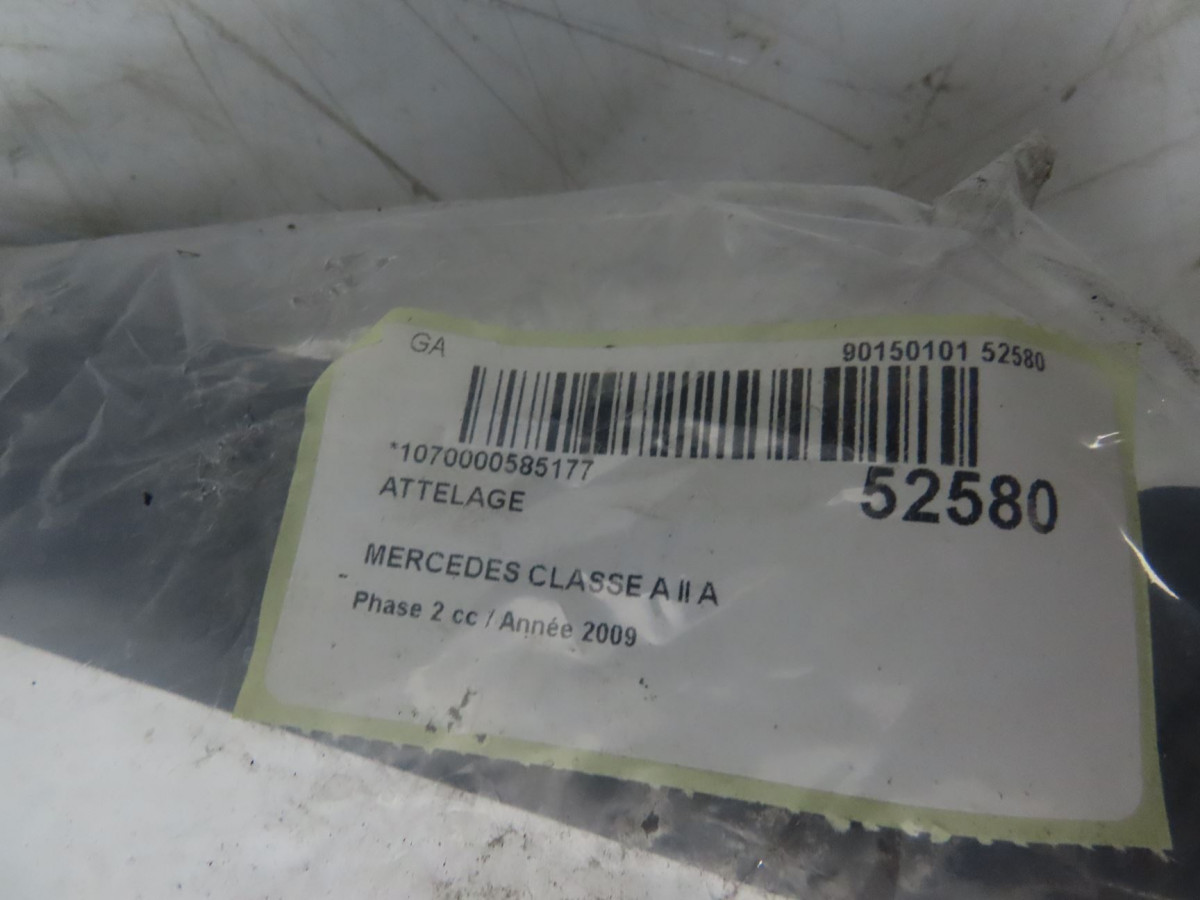 GA
90150101 52580
*1070000585177
52580
ATTELAGE
MERCEDES CLASSE A II A
- Phase 2 cc / Année 2009